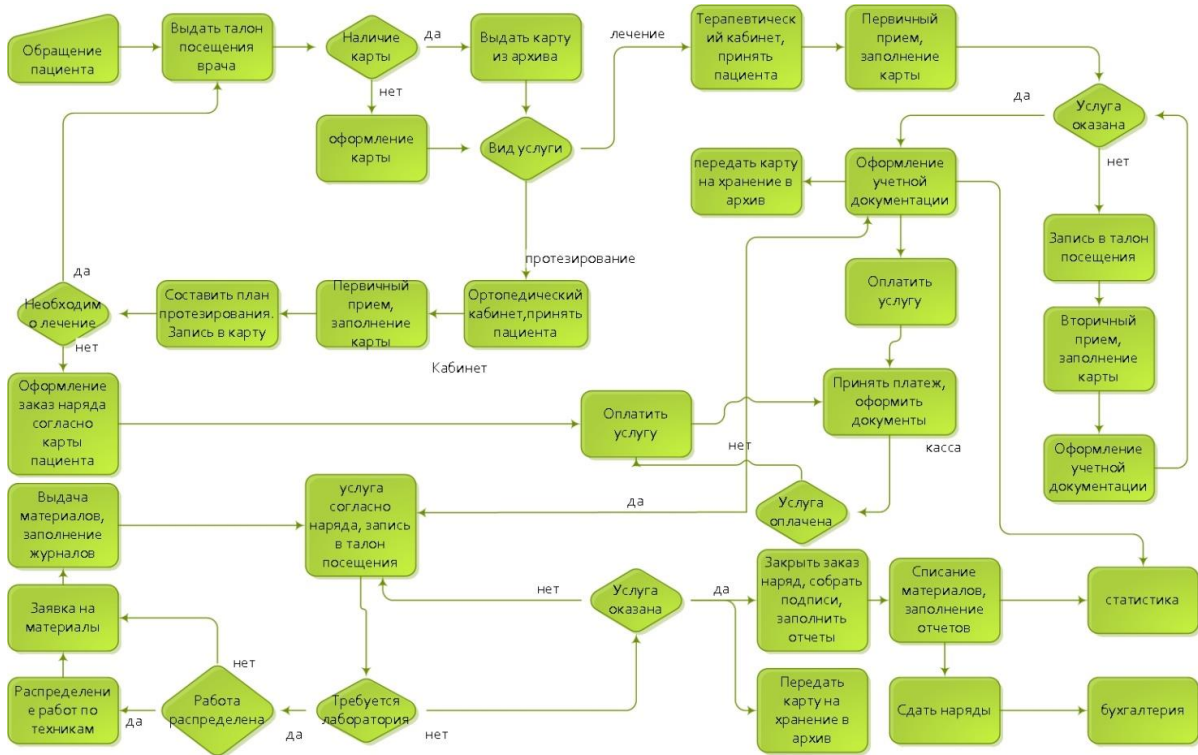 Обращение
пациента
Выдать талон
посещения
врача
Наличие
карты
да
нет
Выдать карту
из архива
оформление
карты
Вид услуги
лечение
Терапевтическ
ий кабинет,
принять
пациента
Первичный
прием,
заполнение
карты
да
Услуга
оказана
нет
передать карту
на хранение в
архив
Оформление
учетной
документации
Запись в талон
посещения
протезирование
Оплатить
услугу
да
Необходим
о лечение
нет
Составить план
протезирования.
Запись в карту
Первичный
прием,
заполнение
карты
Ортопедический
кабинет,принять
пациента
Кабинет
Вторичный
прием,
заполнение
карты
Оформление
заказ наряда
согласно
карты
пациента
Оплатить
услугу
Принять платеж,
оформить
документы
нет
касса
Оформление
учетной
документации
Выдача
материалов,
заполнение
журналов
услуга
согласно
наряда, запись
в талон
посещения
да
Услуга
оплачена
Заявка на
материалы
нет
Услуга
оказана
да
Закрыть заказ
наряд, собрать
подписи,
заполнить
отчеты
Списание
материалов,
заполнение
отчетов
статистика
нет
Распределени
е работ по
техникам
да
Работа
распределена
да
Требуется
лаборатория
нет
Передать
карту на
хранение в
архив
Сдать наряды
бухгалтерия